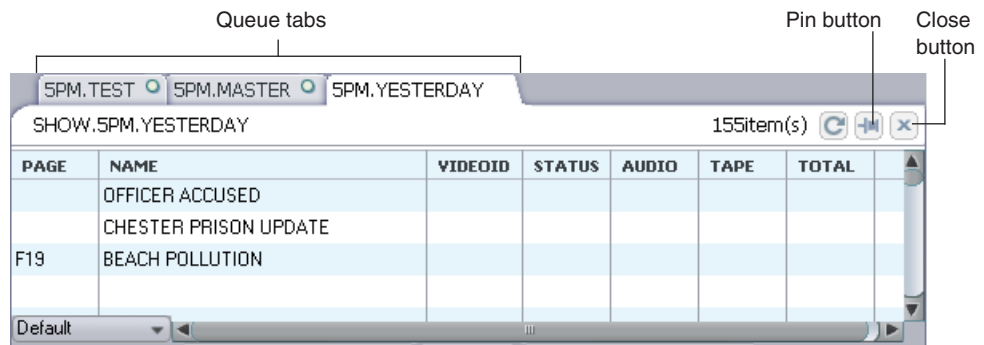 Queue tabs
Pin button
Close button
5PM.TEST 5PM.MASTER 5PM.YESTERDAY
SHOW.5PM.YESTERDAY 155item(s)
PAGE NAME VIDEOID STATUS AUDIO TAPE TOTAL
OFFICER ACCUSED
CHESTER PRISON UPDATE
F19 BEACH POLLUTION
Default